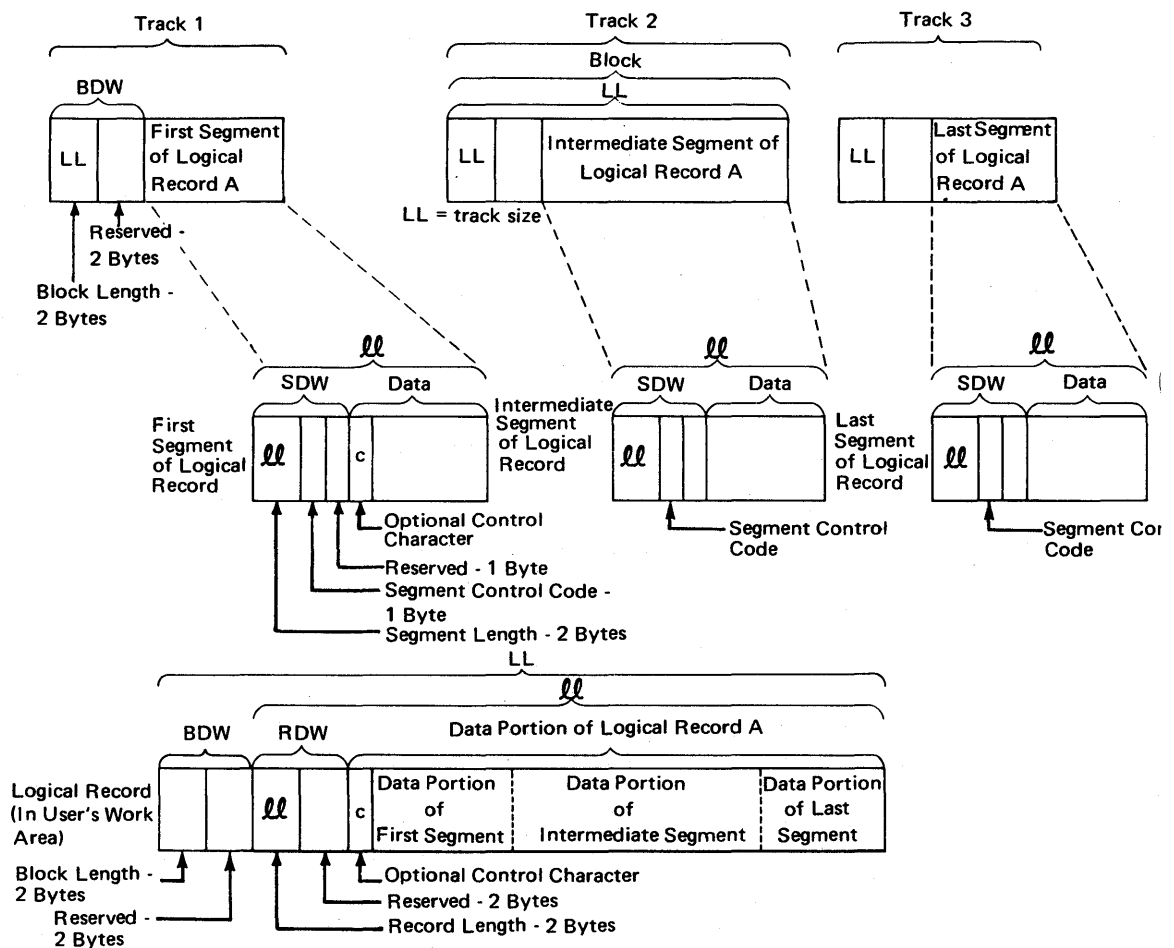 Track 1
Track 2
Track 3
Block
BDW
LL
LL
First Segment
of Logical
Record A
LL
Intermediate Segment of
Logical Record A
LL
Last Segment
of Logical
Record A
LL = track size
Reserved -
2 Bytes
Block Length -
2 Bytes
ll
SDW
Data
First
Segment
of Logical
Record
ll
c
ll
SDW
Data
Intermediate
Segment
of Logical
Record
ll
ll
SDW
Data
Last
Segment
of Logical
Record
ll
Optional Control
Character
Reserved - 1 Byte
Segment Control Code -
1 Byte
Segment Length - 2 Bytes
Segment Control
Code
Segment Cor
Code
LL
ll
BDW
RDW
Data Portion of Logical Record A
Logical Record
(In User's Work
Area)
ll
c
Data Portion
of
First Segment
Data Portion
of
Intermediate Segment
Data Portion
of Last
Segment
Block Length -
2 Bytes
Reserved -
2 Bytes
Optional Control Character
Reserved - 2 Bytes
Record Length - 2 Bytes